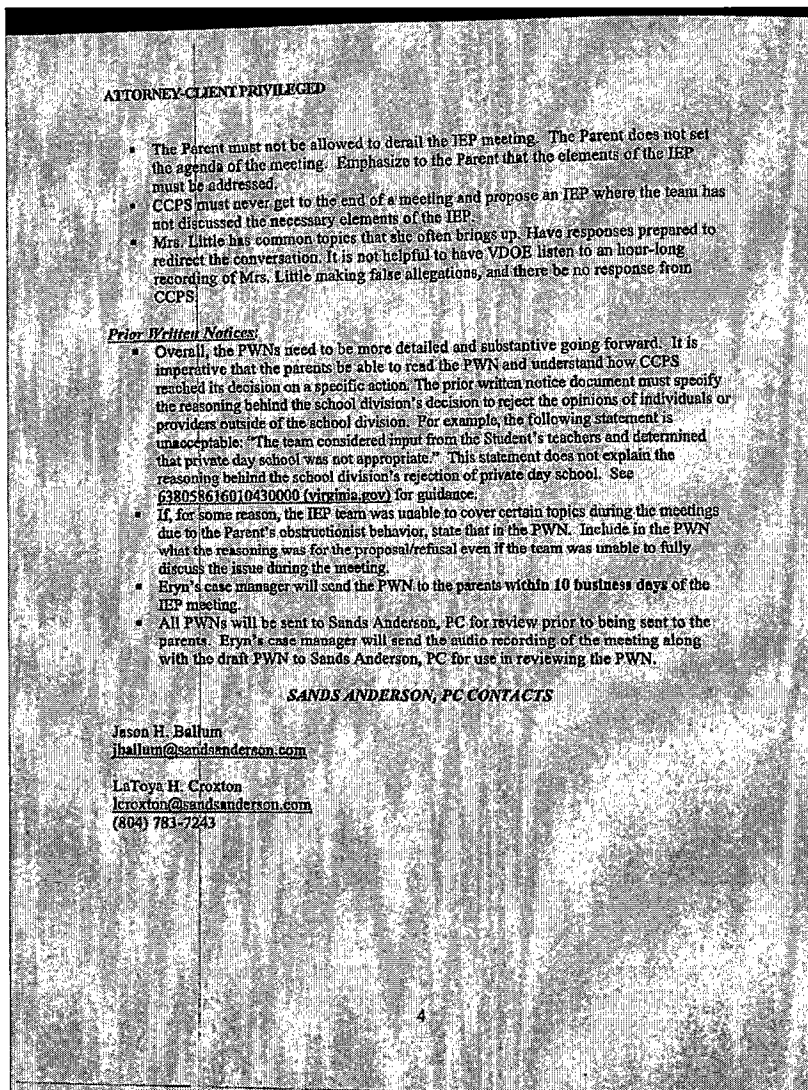 ATTORNEY-CLIENT PRIVILEGED
▪ The Parent must not be allowed to derail the IEP meeting. The Parent does not set
the agenda of the meeting. Emphasize to the Parent that the elements of the IEP
must be addressed.
▪ CCPS must never get to the end of a meeting and propose an IEP where the team has
not discussed the necessary elements of the IEP.
▪ Mrs. Little has common topics that she often brings up. Have responses prepared to
redirect the conversation. It is not helpful to have VDOE listen to an hour-long
recording of Mrs. Little making false allegations, and there be no response from
CCPS.
Prior Written Notices:
▪ Overall, the PWNs need to be more detailed and substantive going forward. It is
imperative that the parents be able to read the PWN and understand how CCPS
reached its decision on a specific action. The prior written notice document must specify
the reasoning behind the school division's decision to reject the opinions of individuals or
providers outside of the school division. For example, the following statement is
unacceptable: "The team considered input from the Student's teachers and determined
that private day school was not appropriate." This statement does not explain the
reasoning behind the school division's rejection of private day school. See
638058616010430000 (virginia.gov) for guidance.
▪ If, for some reason, the IEP team was unable to cover certain topics during the meetings
due to the Parent's obstructionist behavior, state that in the PWN. Include in the PWN
what the reasoning was for the proposal/refusal even if the team was unable to fully
discuss the issue during the meeting.
▪ Eryn's case manager will send the PWN to the parents within 10 business days of the
IEP meeting.
▪ All PWNs will be sent to Sands Anderson, PC for review prior to being sent to the
parents. Eryn's case manager will send the audio recording of the meeting along
with the draft PWN to Sands Anderson, PC for use in reviewing the PWN.
SANDS ANDERSON, PC CONTACTS
Jason H. Ballum
jballum@sandsanderson.com
LaToya H. Croxton
lcroxton@sandsanderson.com
(804) 783-7243
4